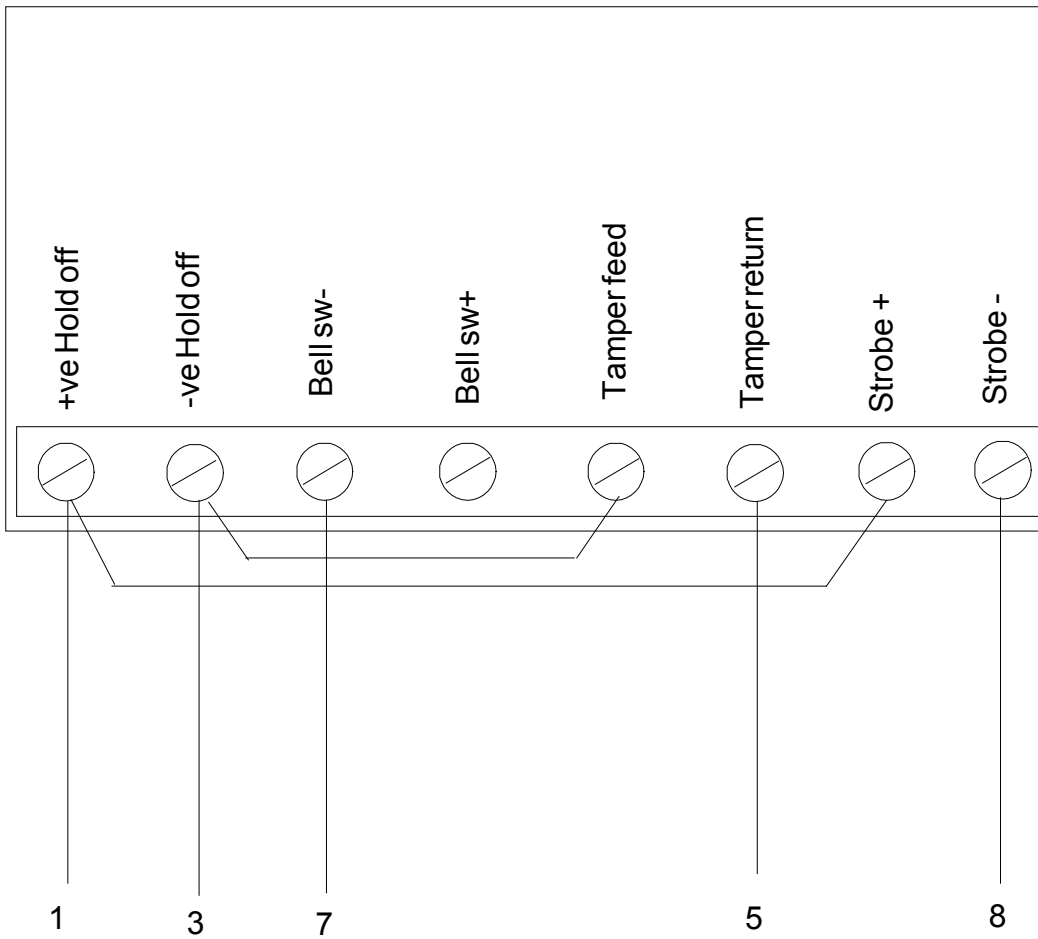 +ve Hold off
-ve Hold off
Bell sw-
Bell sw+
Tamper feed
Tamper return
Strobe +
Strobe -
1
3
7
5
8